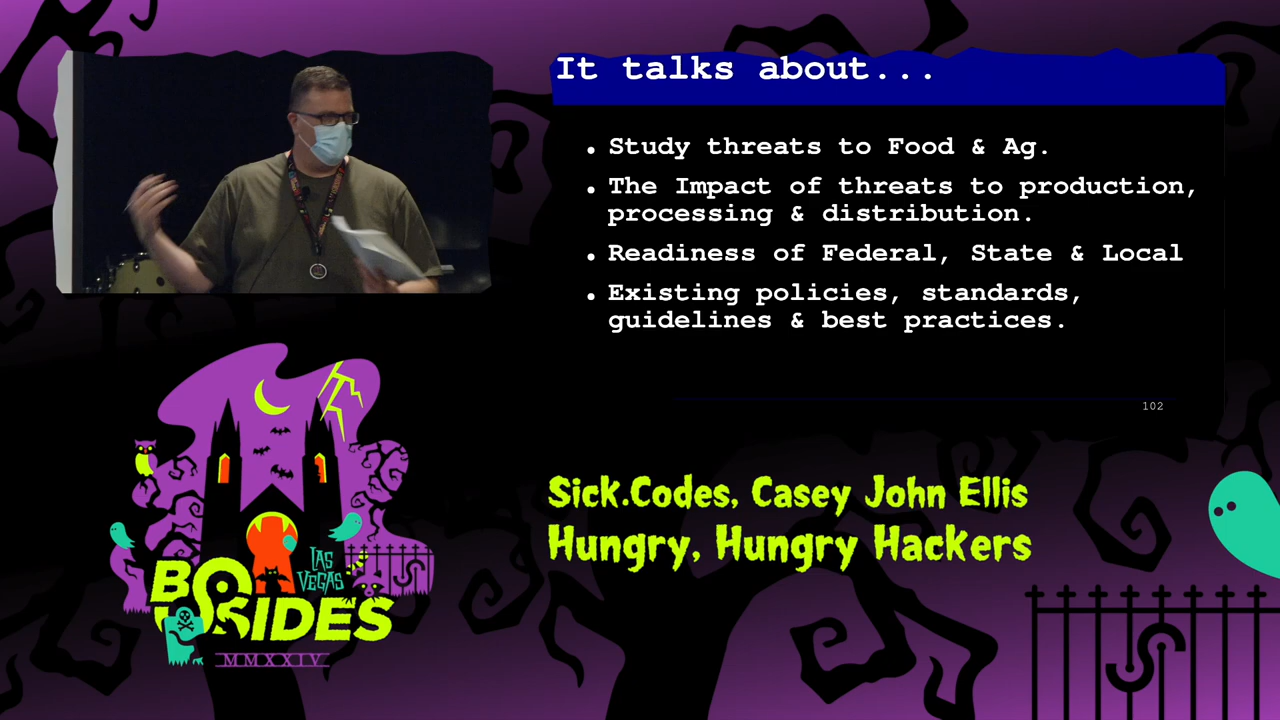 It talks about...
• Study threats to Food & Ag.
• The Impact of threats to production,
processing & distribution.
• Readiness of Federal, State & Local
• Existing policies, standards,
guidelines & best practices.
102
Sick.Codes, Casey John Ellis
Hungry, Hungry Hackers
LAS
VEGAS
BSIDES
MMXXIV